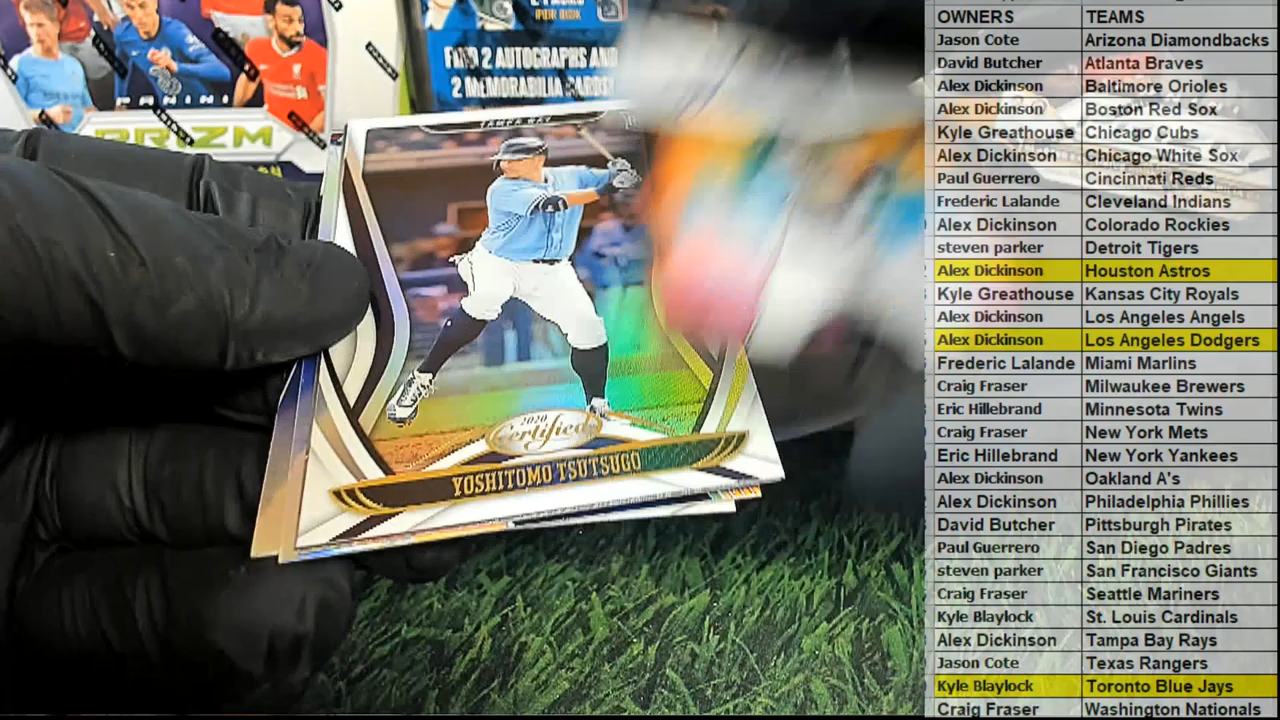 2 PACKS
PER BOX
FIND 2 AUTOGRAPHS AND
2 MEMORABILIA CARDS!
PANINI
PRIZM
TAMPA BAY
2020
Certified
YOSHITOMO TSUTSUGO
OWNERS TEAMS
Jason Cote Arizona Diamondbacks
David Butcher Atlanta Braves
Alex Dickinson Baltimore Orioles
Alex Dickinson Boston Red Sox
Kyle Greathouse Chicago Cubs
Alex Dickinson Chicago White Sox
Paul Guerrero Cincinnati Reds
Frederic Lalande Cleveland Indians
Alex Dickinson Colorado Rockies
steven parker Detroit Tigers
Alex Dickinson Houston Astros
Kyle Greathouse Kansas City Royals
Alex Dickinson Los Angeles Angels
Alex Dickinson Los Angeles Dodgers
Frederic Lalande Miami Marlins
Craig Fraser Milwaukee Brewers
Eric Hillebrand Minnesota Twins
Craig Fraser New York Mets
Eric Hillebrand New York Yankees
Alex Dickinson Oakland A's
Alex Dickinson Philadelphia Phillies
David Butcher Pittsburgh Pirates
Paul Guerrero San Diego Padres
steven parker San Francisco Giants
Craig Fraser Seattle Mariners
Kyle Blaylock St. Louis Cardinals
Alex Dickinson Tampa Bay Rays
Jason Cote Texas Rangers
Kyle Blaylock Toronto Blue Jays
Craig Fraser Washington Nationals